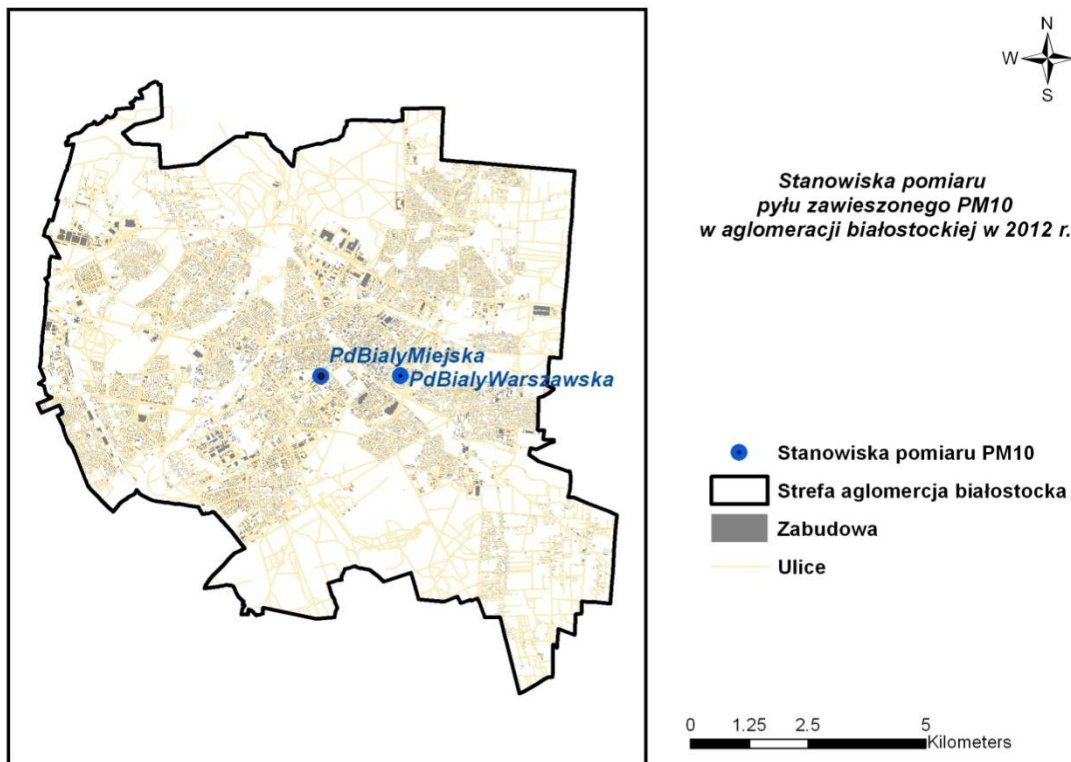 N
W
S
Stanowiska pomiaru
pyłu zawieszonego PM10
w aglomeracji białostockiej w 2012 r.
PdBialyMiejska
PdBialyWarszawska
Stanowiska pomiaru PM10
Strefa aglomercja białostocka
Zabudowa
Ulice
0 1.25 2.5 5
Kilometers